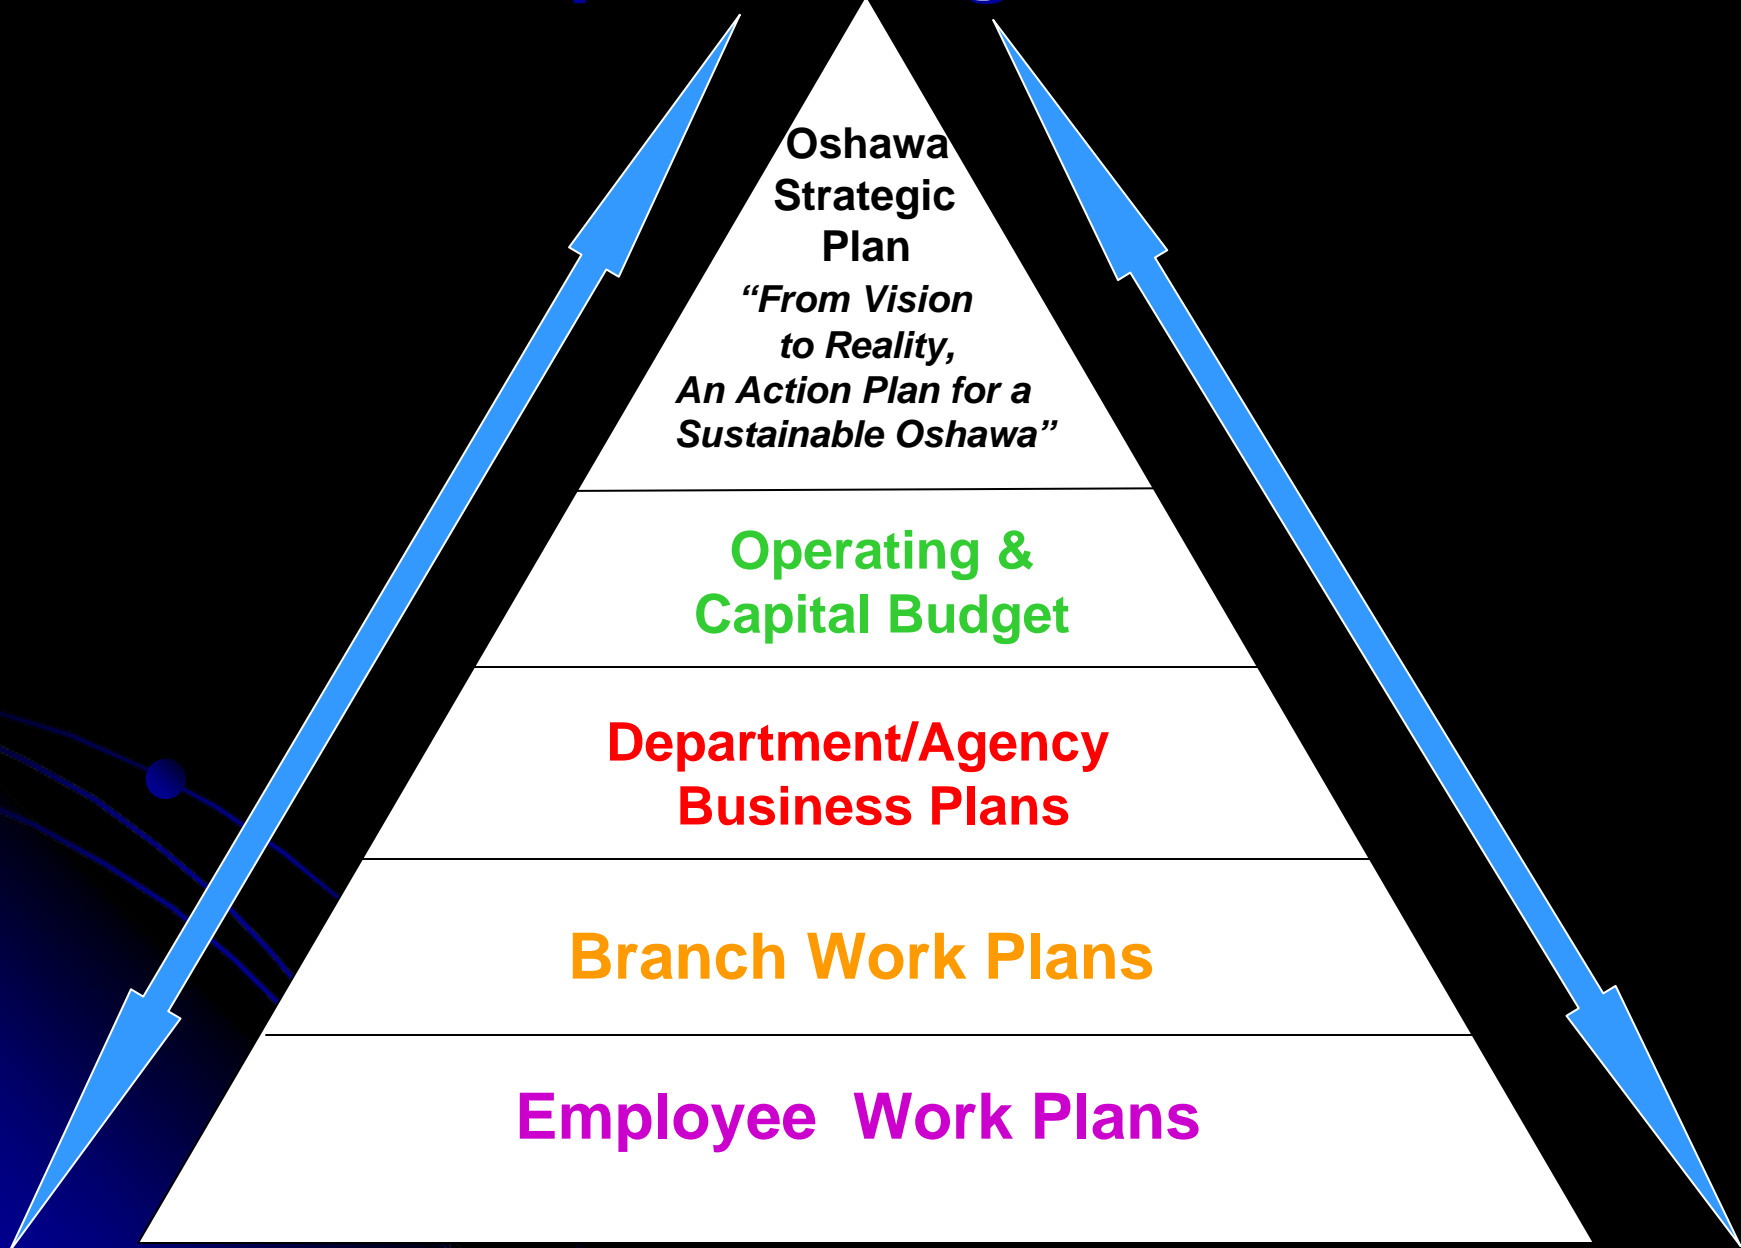 Oshawa
Strategic
Plan
“From Vision
to Reality,
An Action Plan for a
Sustainable Oshawa”
Operating &
Capital Budget
Department/Agency
Business Plans
Branch Work Plans
Employee  Work Plans